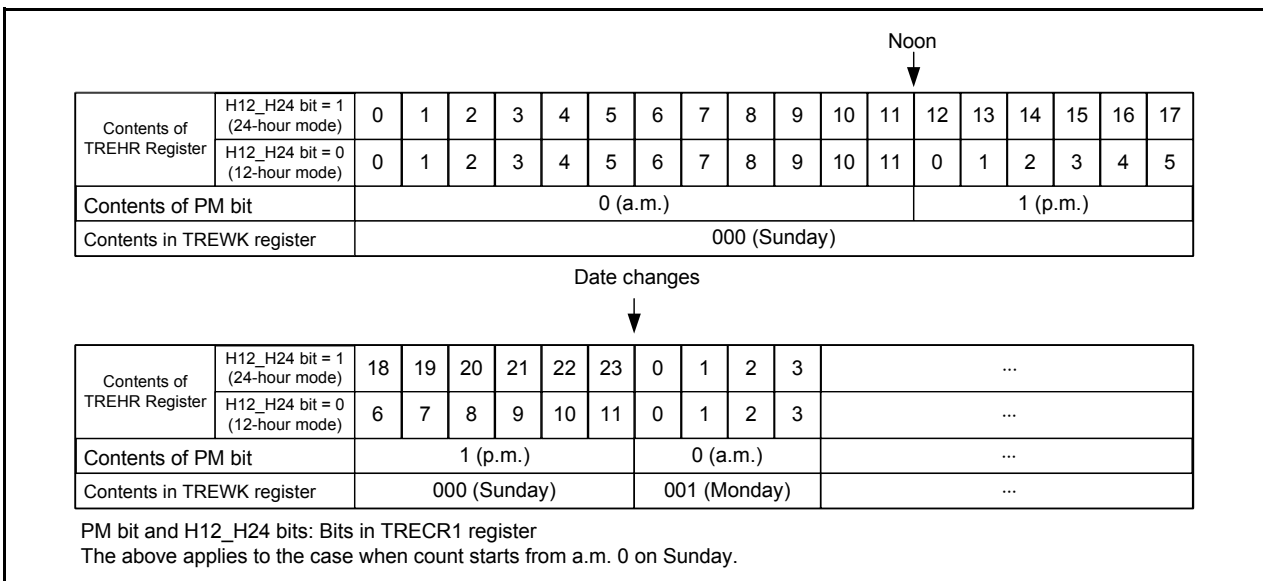 Noon
Contents of TREHR Register
H12_H24 bit = 1 (24-hour mode) 0 1 2 3 4 5 6 7 8 9 10 11 12 13 14 15 16 17
H12_H24 bit = 0 (12-hour mode) 0 1 2 3 4 5 6 7 8 9 10 11 0 1 2 3 4 5
Contents of PM bit 0 (a.m.) 1 (p.m.)
Contents in TREWK register 000 (Sunday)
Date changes
Contents of TREHR Register
H12_H24 bit = 1 (24-hour mode) 18 19 20 21 22 23 0 1 2 3 ...
H12_H24 bit = 0 (12-hour mode) 6 7 8 9 10 11 0 1 2 3 ...
Contents of PM bit 1 (p.m.) 0 (a.m.) ...
Contents in TREWK register 000 (Sunday) 001 (Monday) ...
PM bit and H12_H24 bits: Bits in TRECR1 register
The above applies to the case when count starts from a.m. 0 on Sunday.